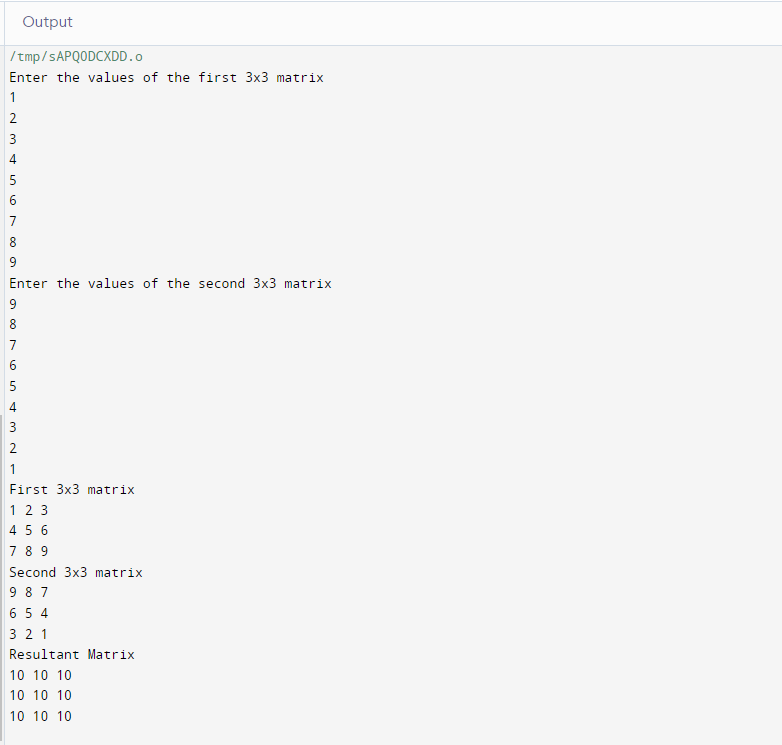 Output
/tmp/sAPQODCXDD.o
Enter the values of the first 3x3 matrix
1
2
3
4
5
6
7
8
9
Enter the values of the second 3x3 matrix
9
8
7
6
5
4
3
2
1
First 3x3 matrix
1 2 3
4 5 6
7 8 9
Second 3x3 matrix
9 8 7
6 5 4
3 2 1
Resultant Matrix
10 10 10
10 10 10
10 10 10